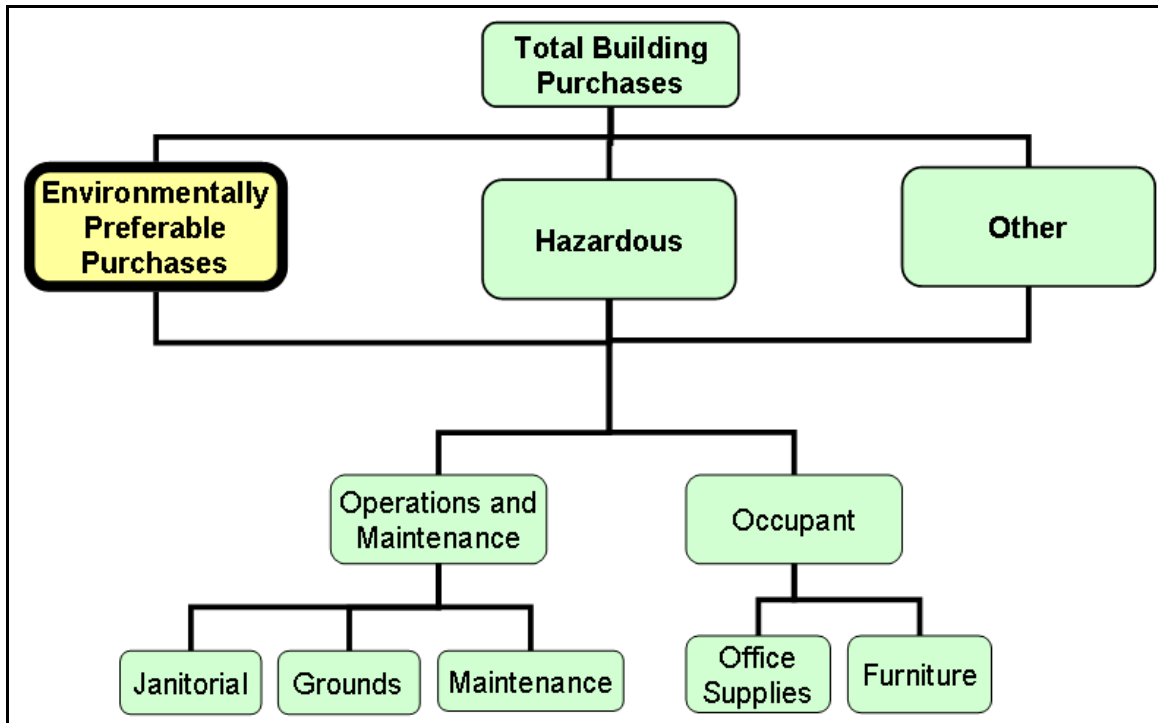 Total Building
Purchases
Environmentally
Preferable
Purchases
Hazardous
Other
Operations and
Maintenance
Occupant
Janitorial
Grounds
Maintenance
Office
Supplies
Furniture